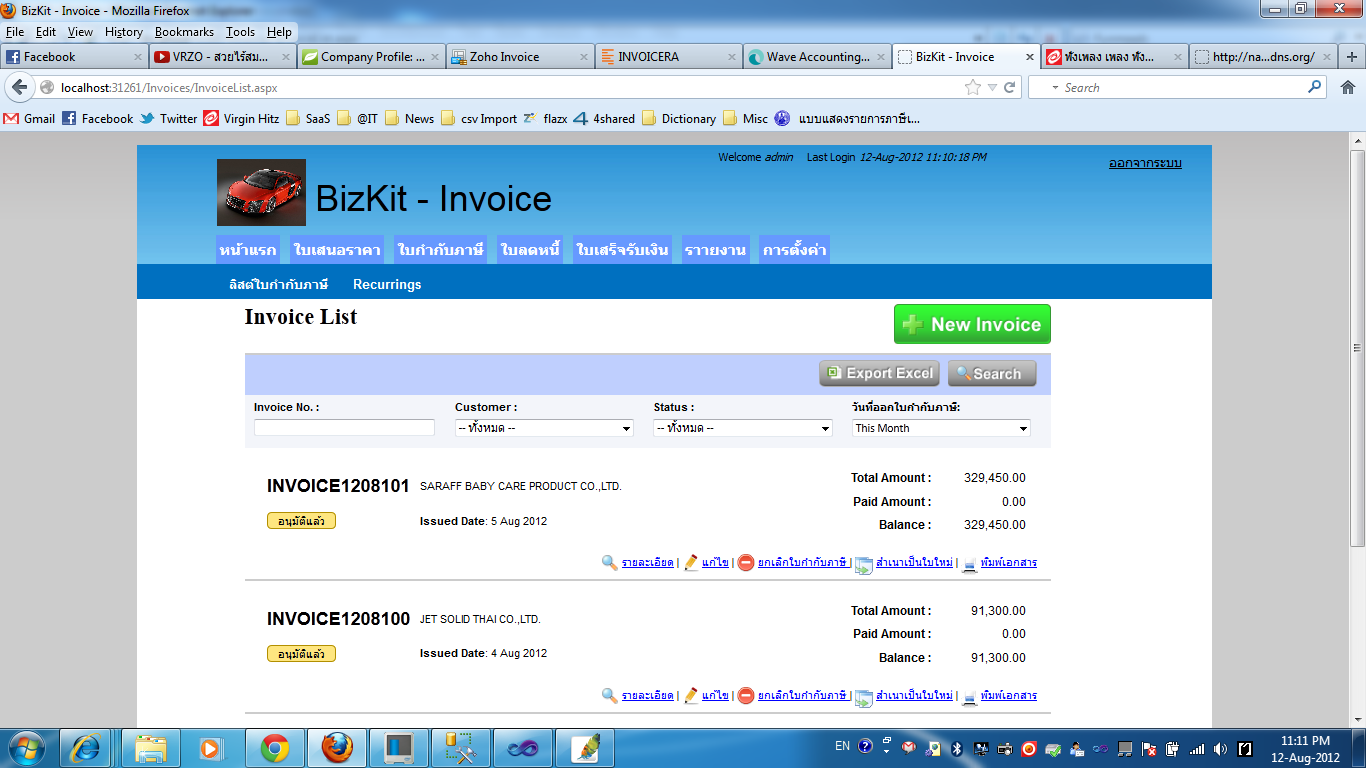 BizKit - Invoice - Mozilla Firefox
File Edit View History Bookmarks Tools Help
Facebook VRZO - สวยไร้สม... Company Profile: ... Zoho Invoice INVOICERA Wave Accounting... BizKit - Invoice ฟังเพลง เพลง ฟัง... http://na...dns.org/
localhost:31261/Invoices/InvoiceList.aspx Search
Gmail Facebook Twitter Virgin Hitz SaaS @IT News csv Import flazx 4shared Dictionary Misc แบบแสดงรายการภาษีเ...
Welcome admin Last Login 12-Aug-2012 11:10:18 PM ออกจากระบบ
BizKit - Invoice
หน้าแรก ใบเสนอราคา ใบกำกับภาษี ใบลดหนี้ ใบเสร็จรับเงิน ราายงาน การตั้งค่า
ลิสต์ใบกำกับภาษี Recurrings
Invoice List New Invoice
Export Excel Search
Invoice No. : Customer : Status : วันที่ออกใบกำกับภาษี:
-- ทั้งหมด -- -- ทั้งหมด -- This Month
INVOICE1208101 SARAFF BABY CARE PRODUCT CO.,LTD. Total Amount : 329,450.00
Paid Amount : 0.00
อนุมัติแล้ว Issued Date: 5 Aug 2012 Balance : 329,450.00
รายละเอียด | แก้ไข | ยกเลิกใบกำกับภาษี | สำเนาเป็นใบใหม่ | พิมพ์เอกสาร
INVOICE1208100 JET SOLID THAI CO.,LTD. Total Amount : 91,300.00
Paid Amount : 0.00
อนุมัติแล้ว Issued Date: 4 Aug 2012 Balance : 91,300.00
รายละเอียด | แก้ไข | ยกเลิกใบกำกับภาษี | สำเนาเป็นใบใหม่ | พิมพ์เอกสาร
EN 11:11 PM
12-Aug-2012